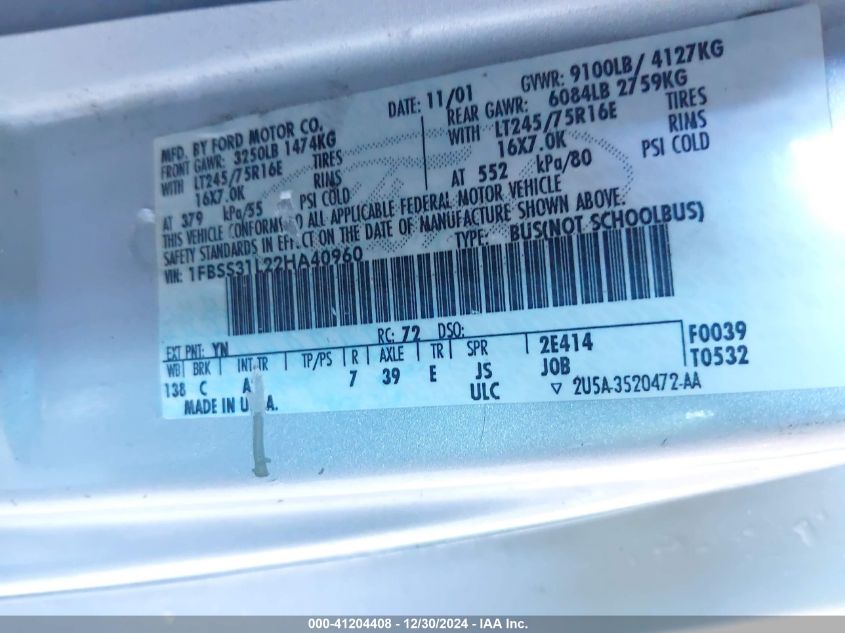 MFD. BY FORD MOTOR CO. DATE: 11/01 GVWR: 9100LB/ 4127KG
FRONT GAWR: 3250LB 1474KG REAR GAWR: 6084LB 2759KG
WITH LT245/75R16E TIRES WITH LT245/75R16E TIRES
16X7.0K RIMS 16X7.0K RIMS
AT 379 kPa/55 PSI COLD AT 552 kPa/80 PSI COLD
THIS VEHICLE CONFORMS TO ALL APPLICABLE FEDERAL MOTOR VEHICLE
SAFETY STANDARDS IN EFFECT ON THE DATE OF MANUFACTURE SHOWN ABOVE.
VIN: 1FBSS31L22HA40960 TYPE: BUS(NOT SCHOOLBUS)
EXT PNT: YN RC: 72 DSO:
WB BRK INT TR TP/PS R AXLE TR SPR 2E414 F0039
138 C A 7 39 E JS JOB T0532
MADE IN U.S.A. ULC ▽ 2U5A-3520472-AA
000-41204408 - 12/30/2024 - IAA Inc.